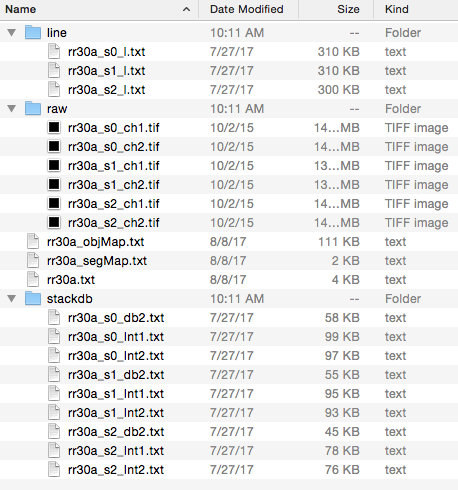 Name Date Modified Size Kind
line 10:11 AM -- Folder
rr30a_s0_l.txt 7/27/17 310 KB text
rr30a_s1_l.txt 7/27/17 310 KB text
rr30a_s2_l.txt 7/27/17 300 KB text
raw 10:11 AM -- Folder
rr30a_s0_ch1.tif 10/2/15 14...MB TIFF image
rr30a_s0_ch2.tif 10/2/15 14...MB TIFF image
rr30a_s1_ch1.tif 10/2/15 13...MB TIFF image
rr30a_s1_ch2.tif 10/2/15 13...MB TIFF image
rr30a_s2_ch1.tif 10/2/15 14...MB TIFF image
rr30a_s2_ch2.tif 10/2/15 14...MB TIFF image
rr30a_objMap.txt 8/8/17 111 KB text
rr30a_segMap.txt 8/8/17 2 KB text
rr30a.txt 8/8/17 4 KB text
stackdb 10:11 AM -- Folder
rr30a_s0_db2.txt 7/27/17 58 KB text
rr30a_s0_Int1.txt 7/27/17 99 KB text
rr30a_s0_Int2.txt 7/27/17 97 KB text
rr30a_s1_db2.txt 7/27/17 55 KB text
rr30a_s1_Int1.txt 7/27/17 95 KB text
rr30a_s1_Int2.txt 7/27/17 93 KB text
rr30a_s2_db2.txt 7/27/17 45 KB text
rr30a_s2_Int1.txt 7/27/17 78 KB text
rr30a_s2_Int2.txt 7/27/17 76 KB text